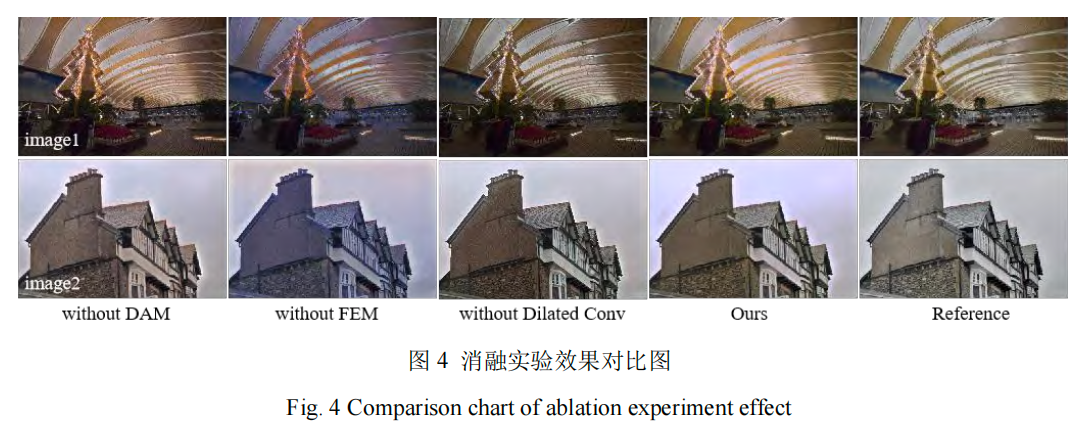 image1
image2
without DAM
without FEM
without Dilated Conv
Ours
Reference
图 4 消融实验效果对比图
Fig. 4 Comparison chart of ablation experiment effect